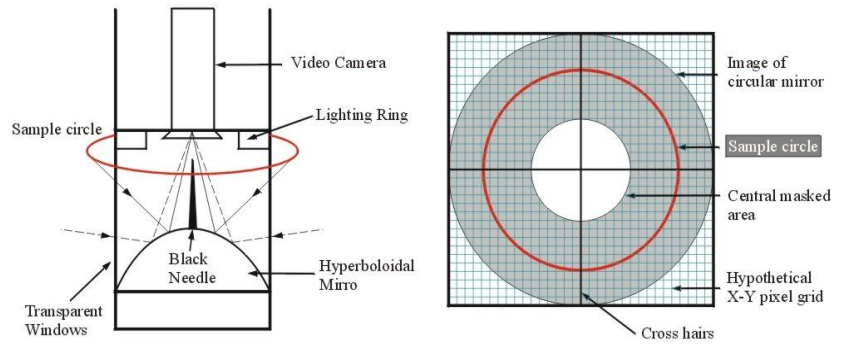 Video Camera
Lighting Ring
Sample circle
Black
Needle
Hyperboloidal
Mirro
Transparent
Windows
Image of
circular mirror
Sample circle
Central masked
area
Hypothetical
X-Y pixel grid
Cross hairs